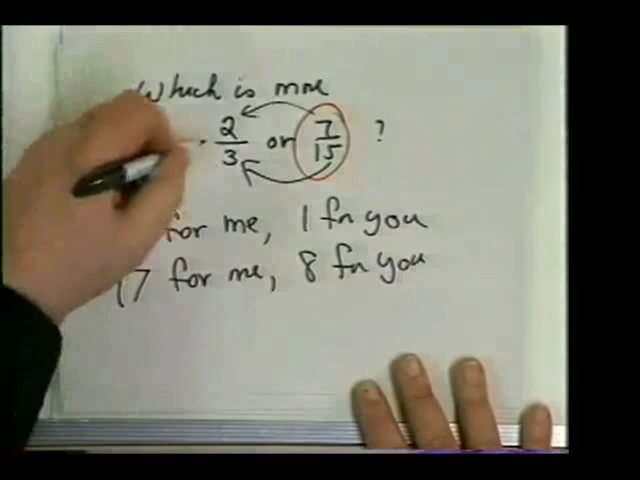 Which is more
2/3 or 7/15 ?
for me, 1 for you
(7 for me, 8 for you